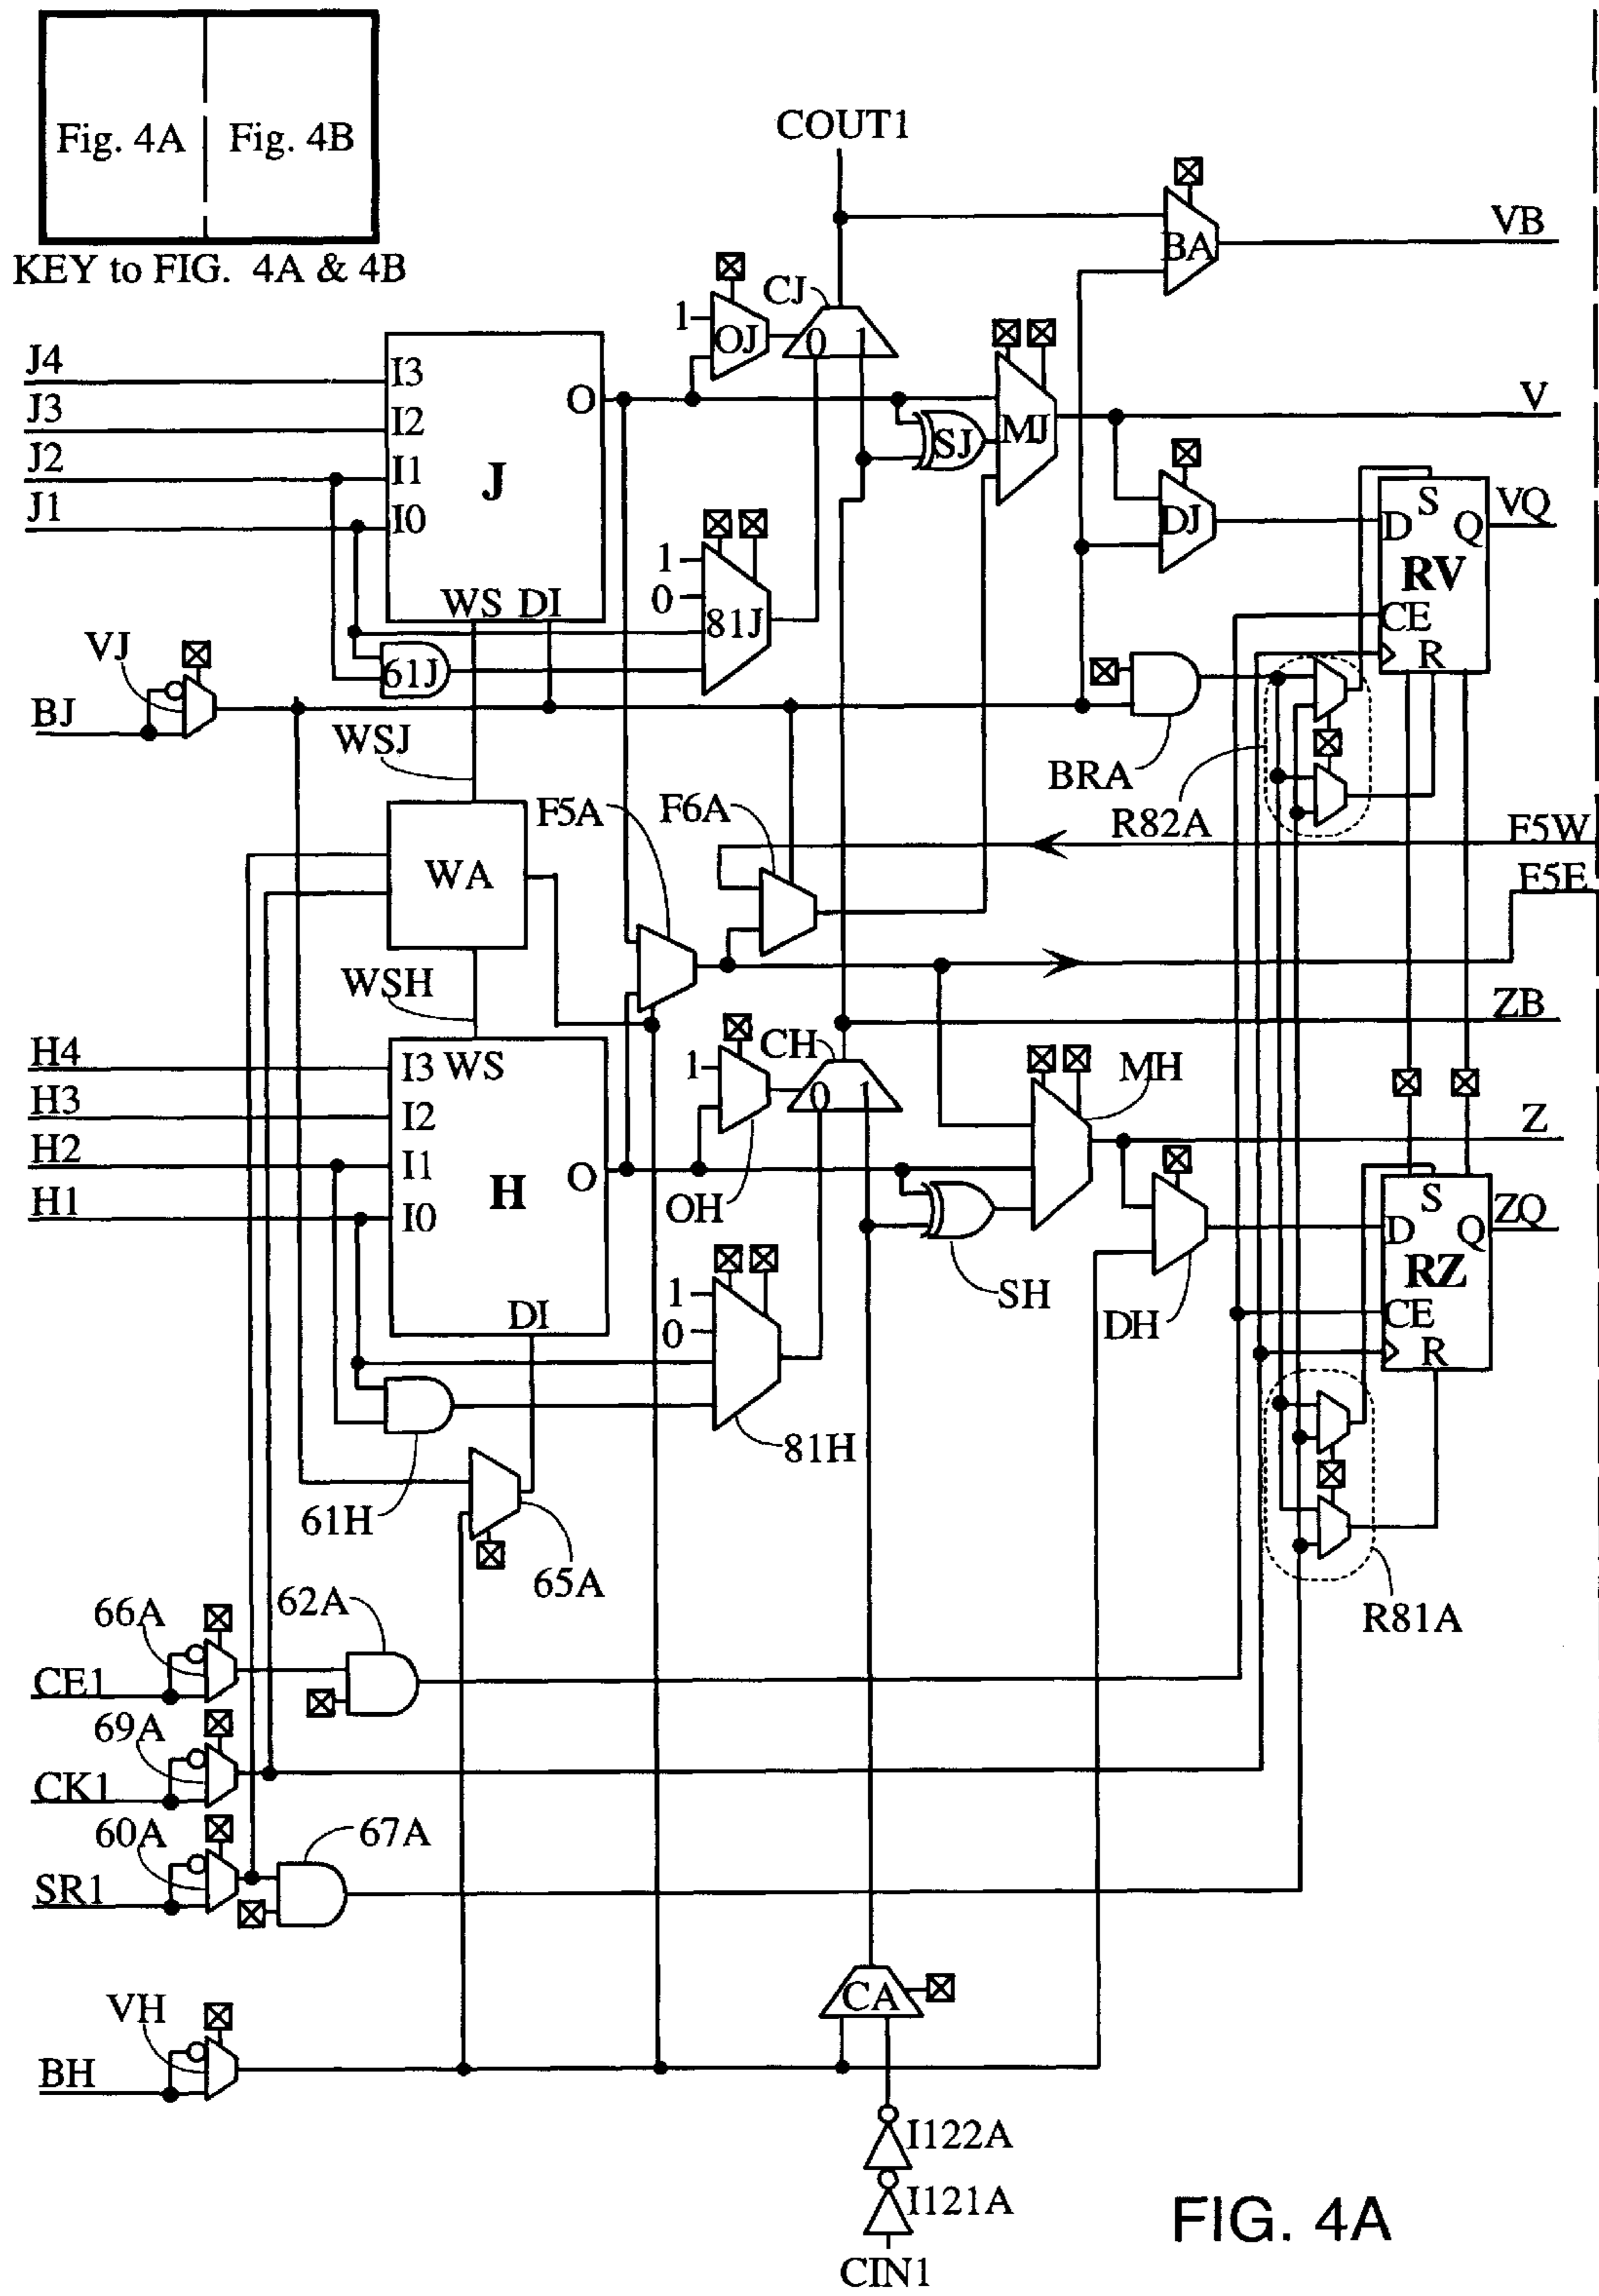 Fig. 4A Fig. 4B
KEY to FIG. 4A & 4B
COUT1
BA
VB
CJ
1
OJ
0 1
J4
J3
J2
J1
I3
I2
I1
I0
O
J
WS DI
SJ
MJ
V
DJ
S
D Q
RV
CE
R
VQ
1
0
81J
61J
VJ
BJ
WSJ
BRA
R82A
F5A
F6A
F5W
E5E
WA
WSH
ZB
H4
H3
H2
H1
I3 WS
I2
I1
I0
O
H
DI
1
CH
0 1
OH
MH
Z
SH
DH
S
D Q
RZ
CE
R
ZQ
1
0
81H
61H
65A
R81A
66A
62A
CE1
69A
CK1
60A
67A
SR1
VH
BH
CA
I122A
I121A
CIN1
FIG. 4A